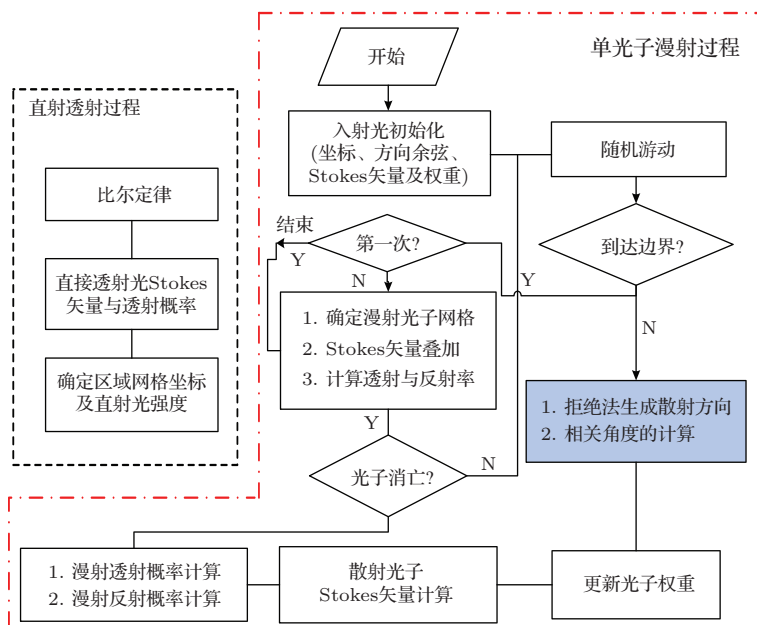 单光子漫射过程
开始
直射透射过程
入射光初始化
(坐标、方向余弦、
Stokes矢量及权重)
随机游动
比尔定律
结束
第一次?
到达边界?
Y
Y
直接透射光Stokes
矢量与透射概率
N
1. 确定漫射光子网格
2. Stokes矢量叠加
3. 计算透射与反射率
N
确定区域网格坐标
及直射光强度
1. 拒绝法生成散射方向
2. 相关角度的计算
Y
光子消亡?
N
1. 漫射透射概率计算
2. 漫射反射概率计算
散射光子
Stokes矢量计算
更新光子权重